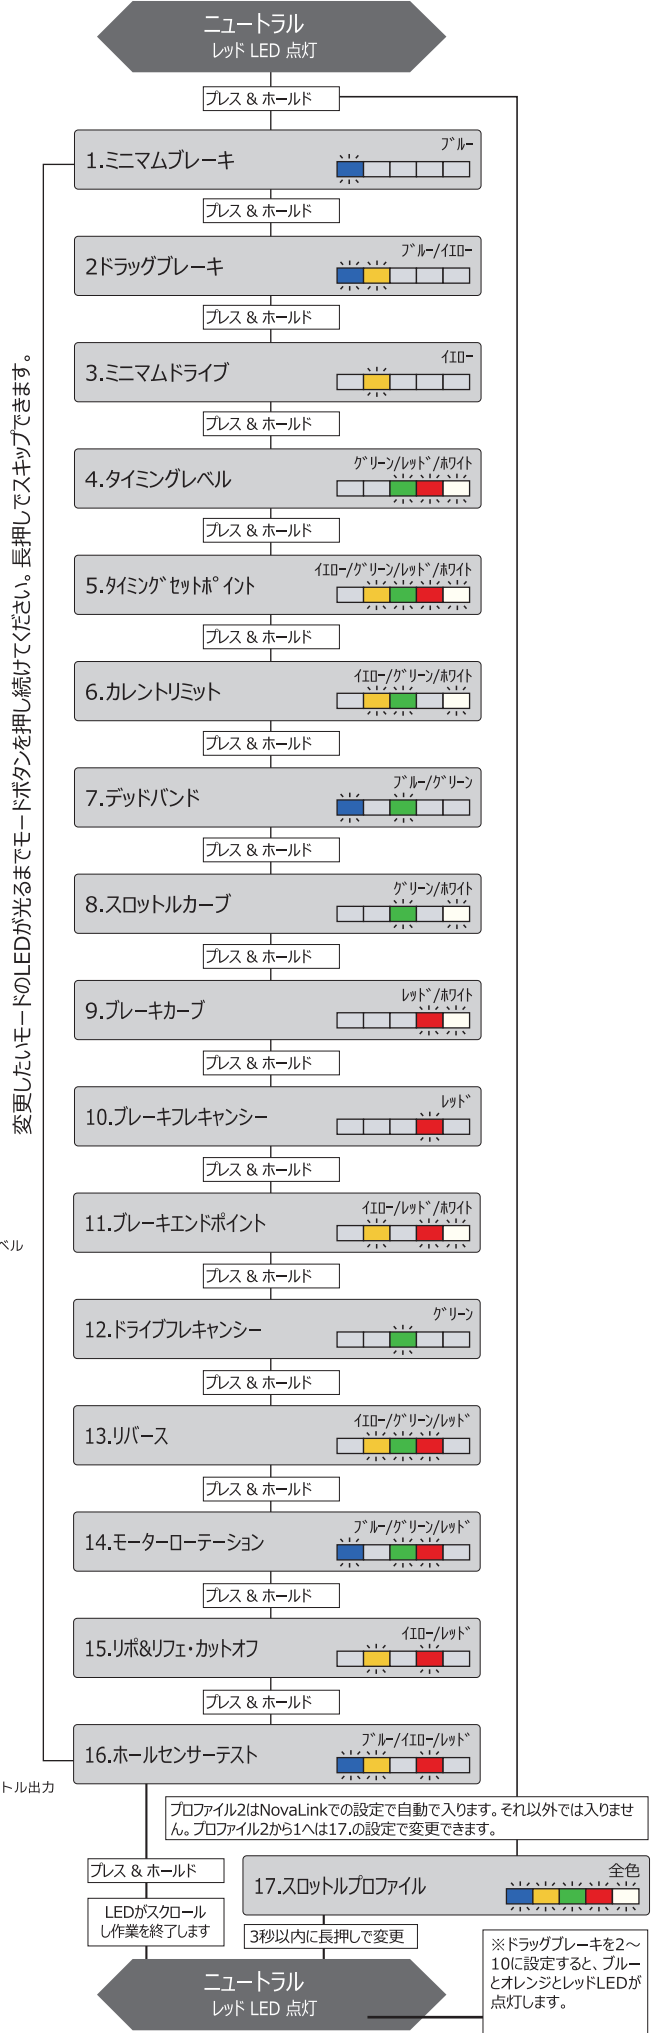 ニュートラル
レッド LED 点灯
プレス & ホールド
1.ミニマムブレーキ
ブルー
プレス & ホールド
2ドラッグブレーキ
ブルー/イエロー
プレス & ホールド
3.ミニマムドライブ
イエロー
プレス & ホールド
4.タイミングレベル
グリーン/レッド/ホワイト
プレス & ホールド
5.タイミングセットポイント
イエロー/グリーン/レッド/ホワイト
プレス & ホールド
6.カレントリミット
イエロー/グリーン/ホワイト
プレス & ホールド
7.デッドバンド
ブルー/グリーン
プレス & ホールド
8.スロットルカーブ
グリーン/ホワイト
プレス & ホールド
9.ブレーキカーブ
レッド/ホワイト
プレス & ホールド
10.ブレーキフレキャンシー
レッド
プレス & ホールド
11.ブレーキエンドポイント
イエロー/レッド/ホワイト
プレス & ホールド
12.ドライブフレキャンシー
グリーン
プレス & ホールド
13.リバース
イエロー/グリーン/レッド
プレス & ホールド
14.モーターローテーション
ブルー/グリーン/レッド
プレス & ホールド
15.リポ&リフェ・カットオフ
イエロー/レッド
プレス & ホールド
16.ホールセンサーテスト
ブルー/イエロー/レッド
変更したいモードのLEDが光るまでモードボタンを押し続けてください。長押しでスキップできます。
ベル
トル出力
プロファイル2はNovaLinkでの設定で自動で入ります。それ以外では入りませ
ん。プロファイル2から1へは17.の設定で変更できます。
プレス & ホールド
LEDがスクロール
し作業を終了します
17.スロットルプロファイル
全色
3秒以内に長押しで変更
ニュートラル
レッド LED 点灯
※ドラッグブレーキを2～
10に設定すると、ブルー
とオレンジとレッドLEDが
点灯します。